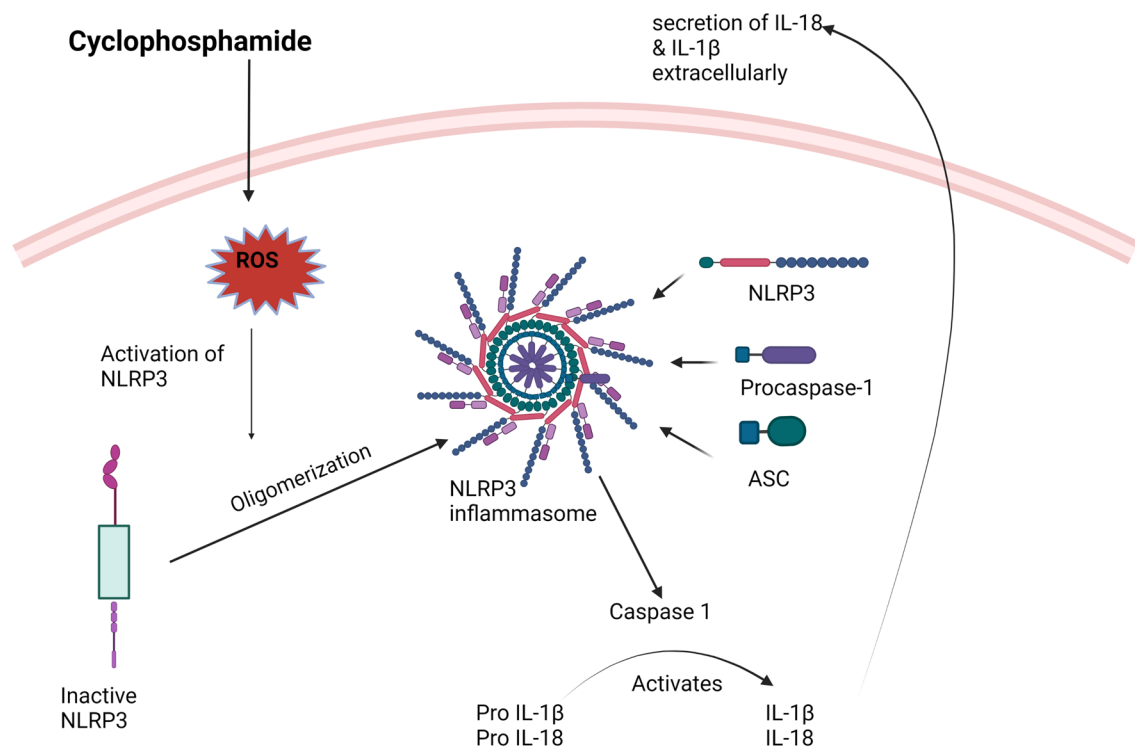 Cyclophosphamide
secretion of IL-18
& IL-1β
extracellularly
ROS
Activation of
NLRP3
NLRP3
Procaspase-1
ASC
Oligomerization
NLRP3
inflammasome
Caspase 1
Activates
Inactive
NLRP3
Pro IL-1β
Pro IL-18
IL-1β
IL-18